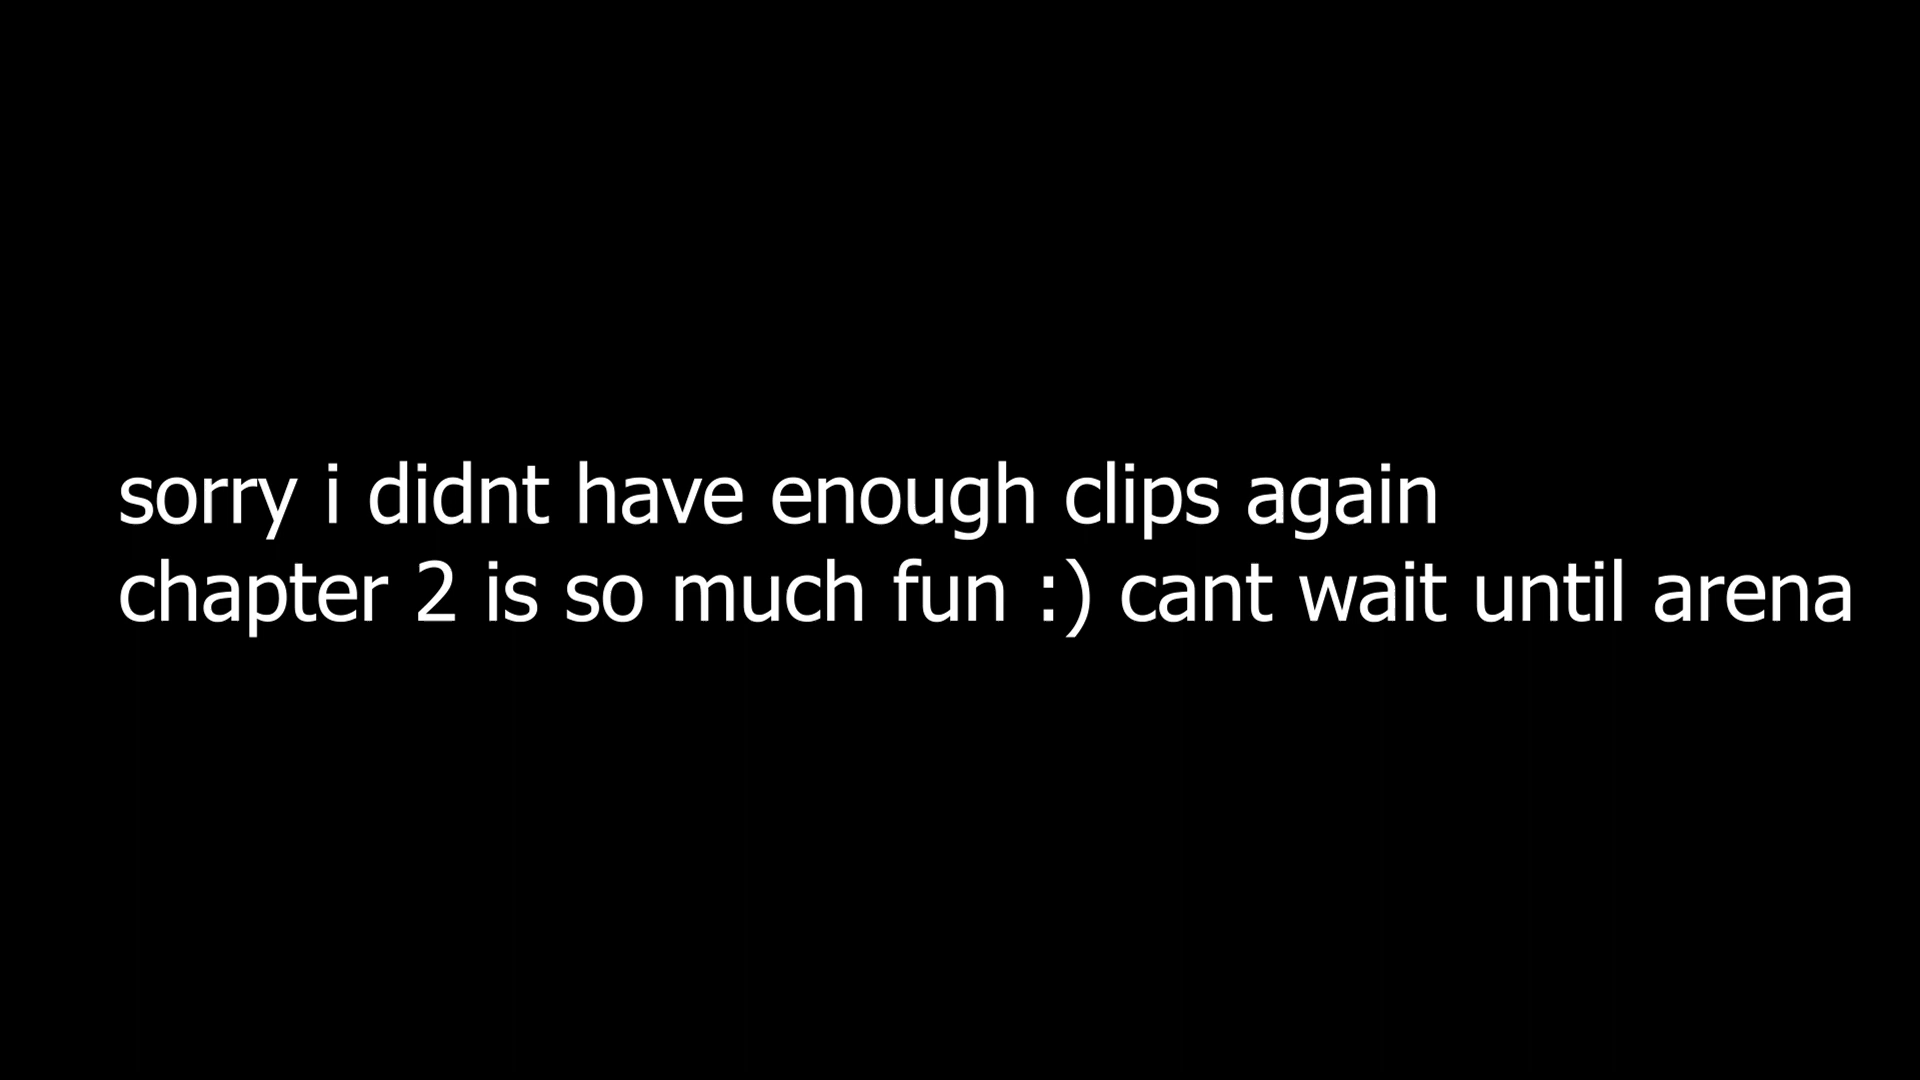 sorry i didnt have enough clips again
chapter 2 is so much fun :) cant wait until arena